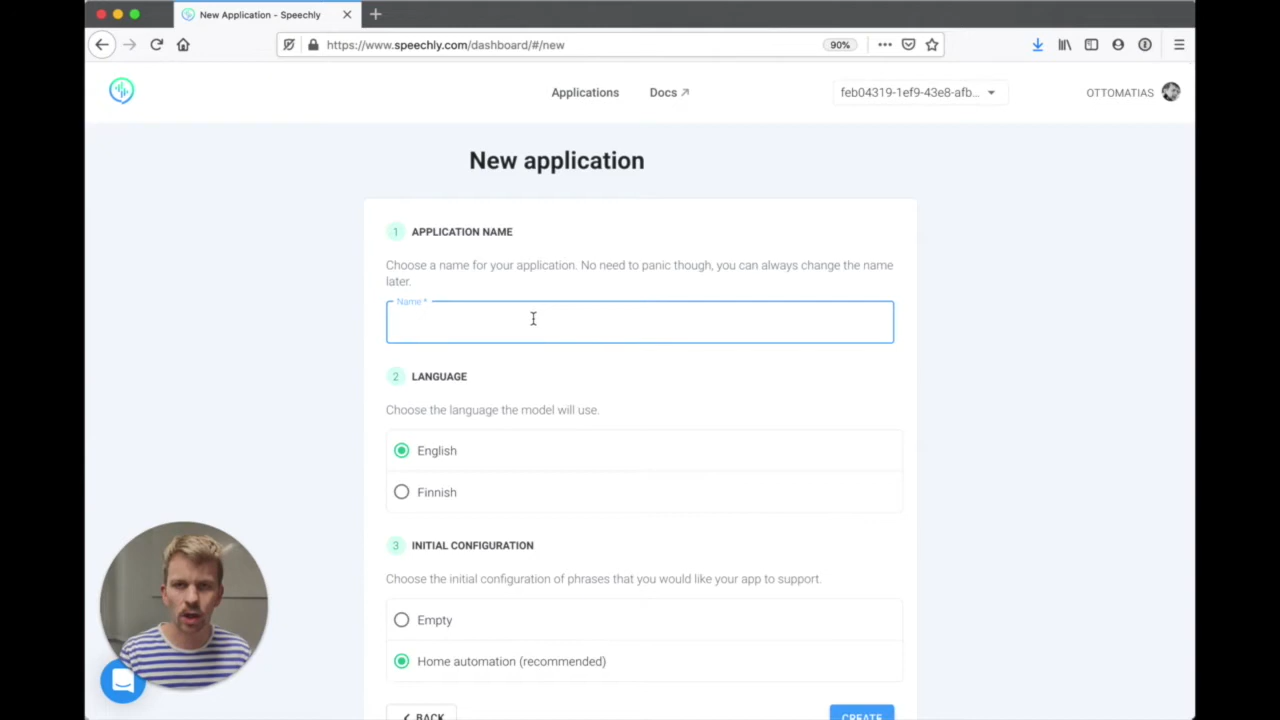 New Application - Speechly
https://www.speechly.com/dashboard/#/new
90%
Applications
Docs
feb04319-1ef9-43e8-afb...
OTTOMATIAS
New application
1 APPLICATION NAME
Choose a name for your application. No need to panic though, you can always change the name
later.
Name *
2 LANGUAGE
Choose the language the model will use.
English
Finnish
3 INITIAL CONFIGURATION
Choose the initial configuration of phrases that you would like your app to support.
Empty
Home automation (recommended)
BACK
CREATE